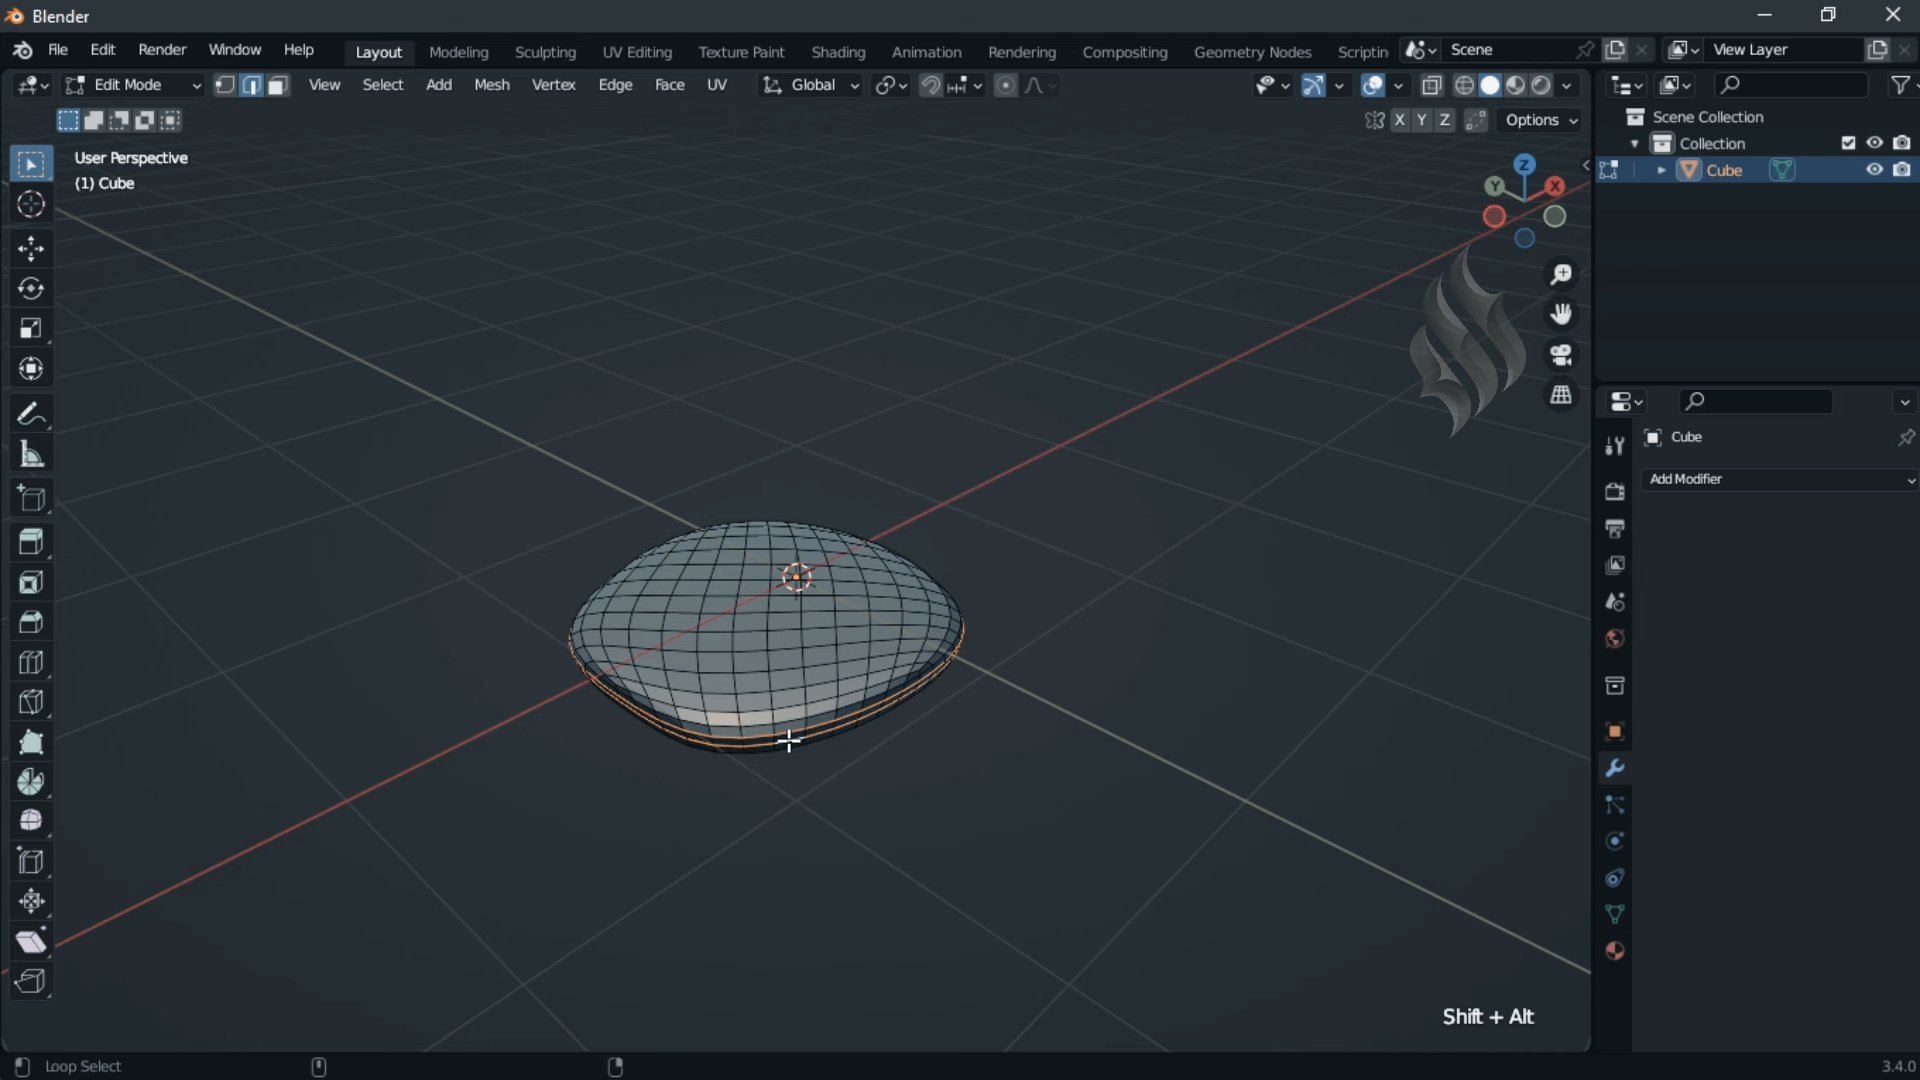 Blender
File Edit Render Window Help Layout Modeling Sculpting UV Editing Texture Paint Shading Animation Rendering Compositing Geometry Nodes Scriptin Scene View Layer
Edit Mode View Select Add Mesh Vertex Edge Face UV Global
X Y Z Options
User Perspective
(1) Cube
Z
Y X
Scene Collection
Collection
Cube
Cube
Add Modifier
Shift + Alt
Loop Select
3.4.0